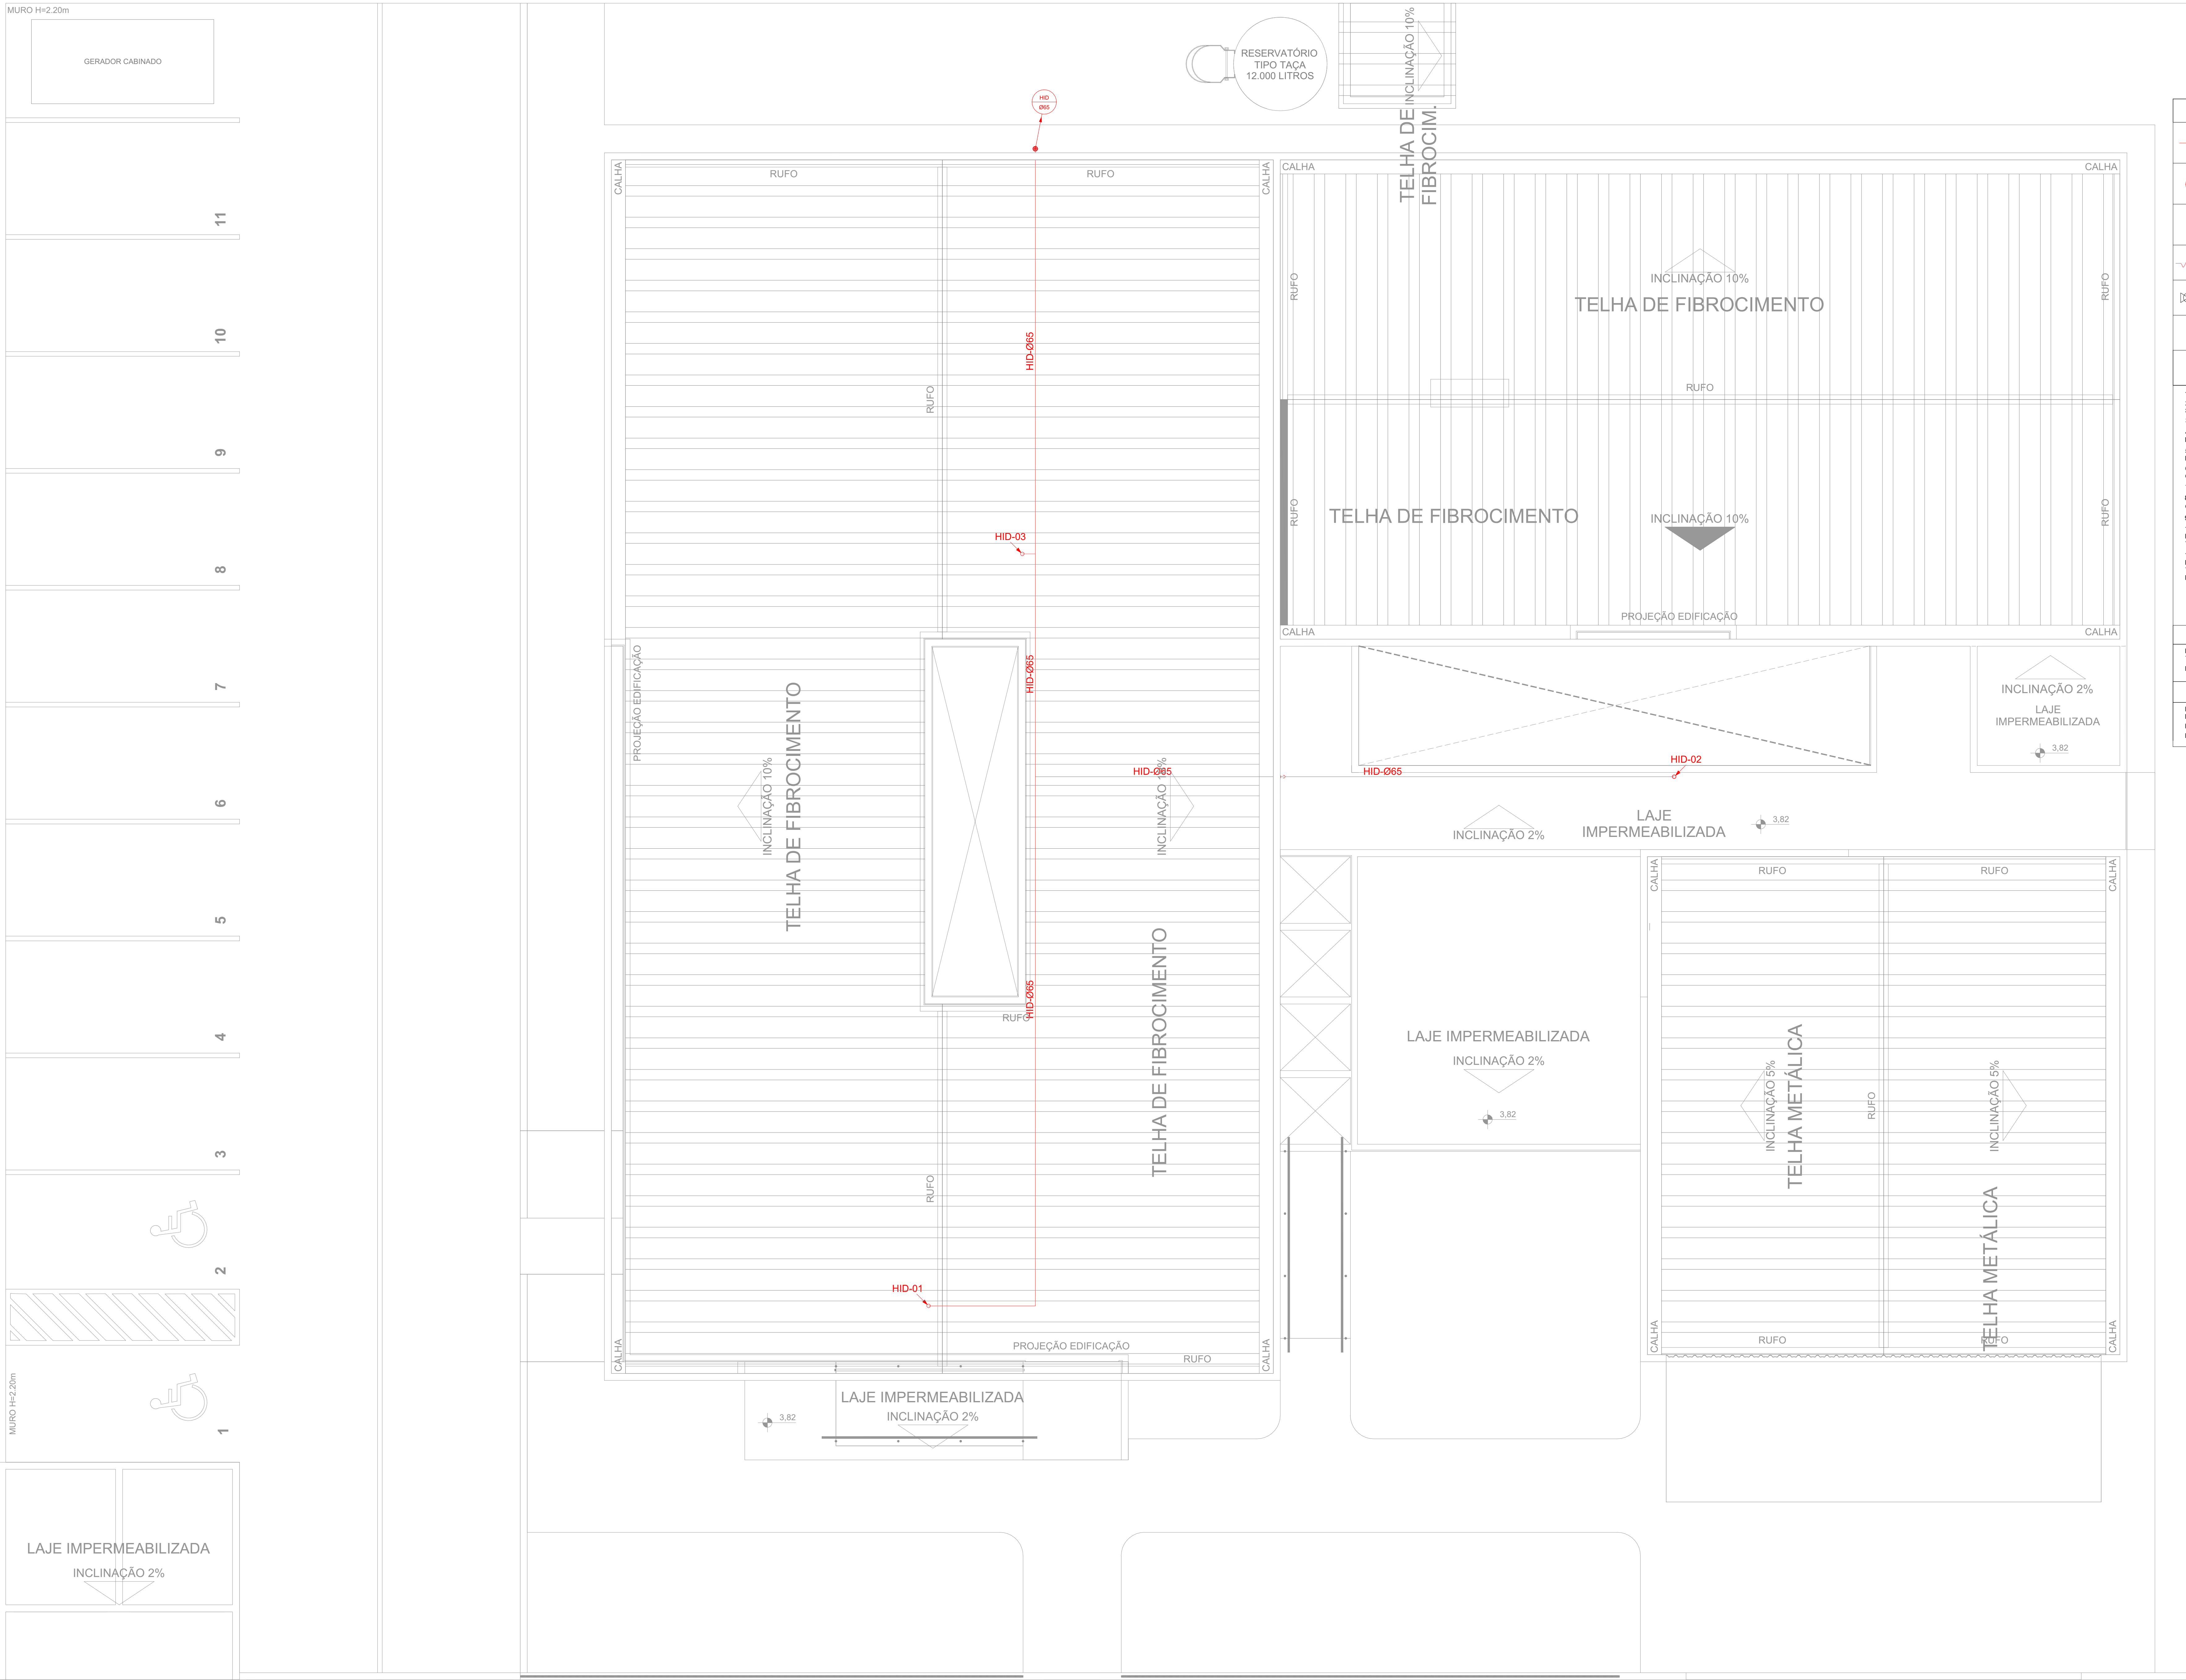 MURO H=2.20m
GERADOR CABINADO
RESERVATÓRIO
TIPO TAÇA
12.000 LITROS
INCLINAÇÃO 10%
TELHA DE
FIBROCIM.
HID
Ø65
CALHA
RUFO
RUFO
CALHA
CALHA
CALHA
11
10
9
8
7
6
5
4
3
2
1
RUFO
INCLINAÇÃO 10%
RUFO
TELHA DE FIBROCIMENTO
HID-Ø65
RUFO
RUFO
RUFO
TELHA DE FIBROCIMENTO
INCLINAÇÃO 10%
RUFO
HID-03
PROJEÇÃO EDIFICAÇÃO
CALHA
CALHA
PROJEÇÃO EDIFICAÇÃO
TELHA DE FIBROCIMENTO
INCLINAÇÃO 10%
HID-Ø65
INCLINAÇÃO 2%
LAJE
IMPERMEABILIZADA
3,82
HID-Ø65
INCLINAÇÃO 10%
HID-Ø65
HID-02
INCLINAÇÃO 2%
LAJE
IMPERMEABILIZADA
3,82
CALHA
RUFO
RUFO
CALHA
TELHA DE FIBROCIMENTO
HID-Ø65
RUFO
LAJE IMPERMEABILIZADA
INCLINAÇÃO 2%
3,82
INCLINAÇÃO 5%
TELHA METÁLICA
RUFO
INCLINAÇÃO 5%
TELHA METÁLICA
RUFO
HID-01
CALHA
PROJEÇÃO EDIFICAÇÃO
RUFO
CALHA
CALHA
RUFO
RUFO
CALHA
MURO H=2.20m
LAJE IMPERMEABILIZADA
INCLINAÇÃO 2%
3,82
LAJE IMPERMEABILIZADA
INCLINAÇÃO 2%